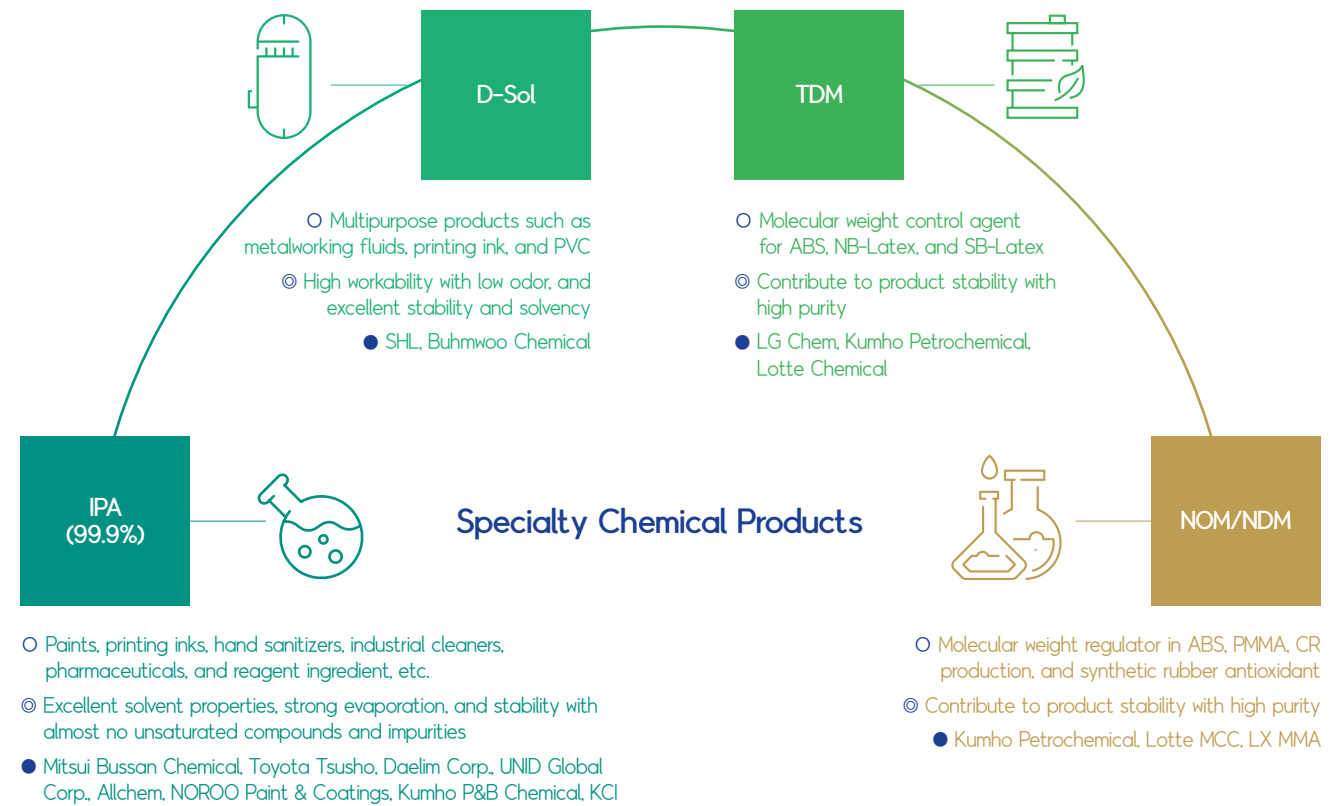 D-Sol
○ Multipurpose products such as
metalworking fluids, printing ink, and PVC
◎ High workability with low odor, and
excellent stability and solvency
● SHL, Buhmwoo Chemical
TDM
○ Molecular weight control agent
for ABS, NB-Latex, and SB-Latex
◎ Contribute to product stability with
high purity
● LG Chem, Kumho Petrochemical,
Lotte Chemical
IPA
(99.9%)
Specialty Chemical Products
NOM/NDM
○ Paints, printing inks, hand sanitizers, industrial cleaners,
pharmaceuticals, and reagent ingredient, etc.
◎ Excellent solvent properties, strong evaporation, and stability with
almost no unsaturated compounds and impurities
● Mitsui Bussan Chemical, Toyota Tsusho, Daelim Corp., UNID Global
Corp., Allchem, NOROO Paint & Coatings, Kumho P&B Chemical, KCI
○ Molecular weight regulator in ABS, PMMA, CR
production, and synthetic rubber antioxidant
◎ Contribute to product stability with high purity
● Kumho Petrochemical, Lotte MCC, LX MMA